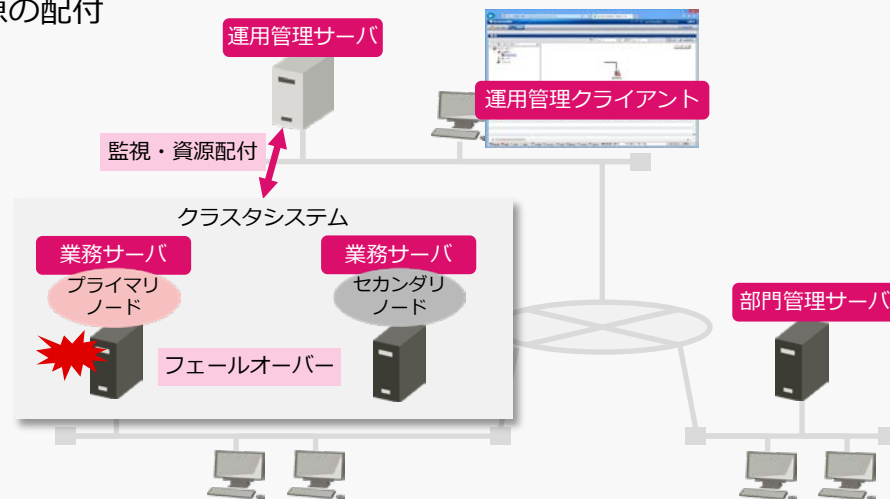 源の配付
運用管理サーバ
運用管理クライアント
監視・資源配付
クラスタシステム
業務サーバ
業務サーバ
プライマリ
ノード
セカンダリ
ノード
部門管理サーバ
フェールオーバー